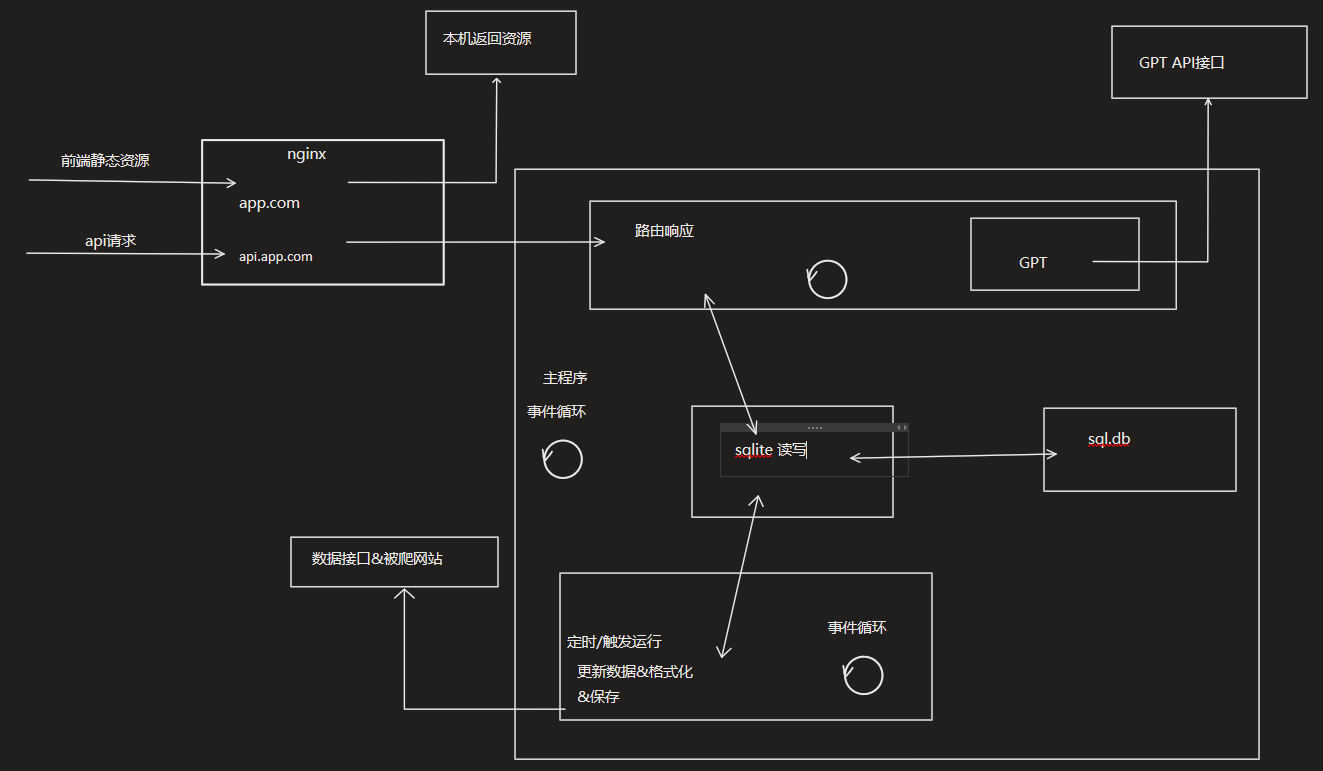 本机返回资源
GPT API接口
前端静态资源
nginx
app.com
api请求
api.app.com
路由响应
GPT
主程序
事件循环
sqlite 读写
sql.db
数据接口&被爬网站
定时/触发运行
事件循环
更新数据&格式化
&保存